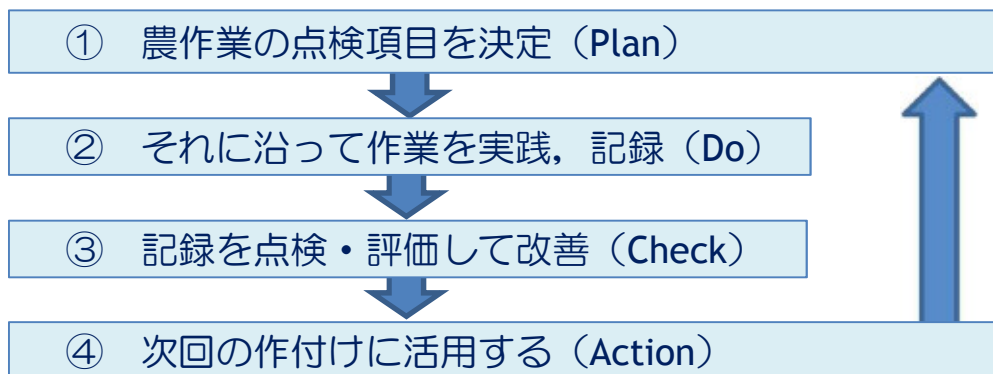 ① 農作業の点検項目を決定（Plan）
② それに沿って作業を実践，記録（Do）
③ 記録を点検・評価して改善（Check）
④ 次回の作付けに活用する（Action）